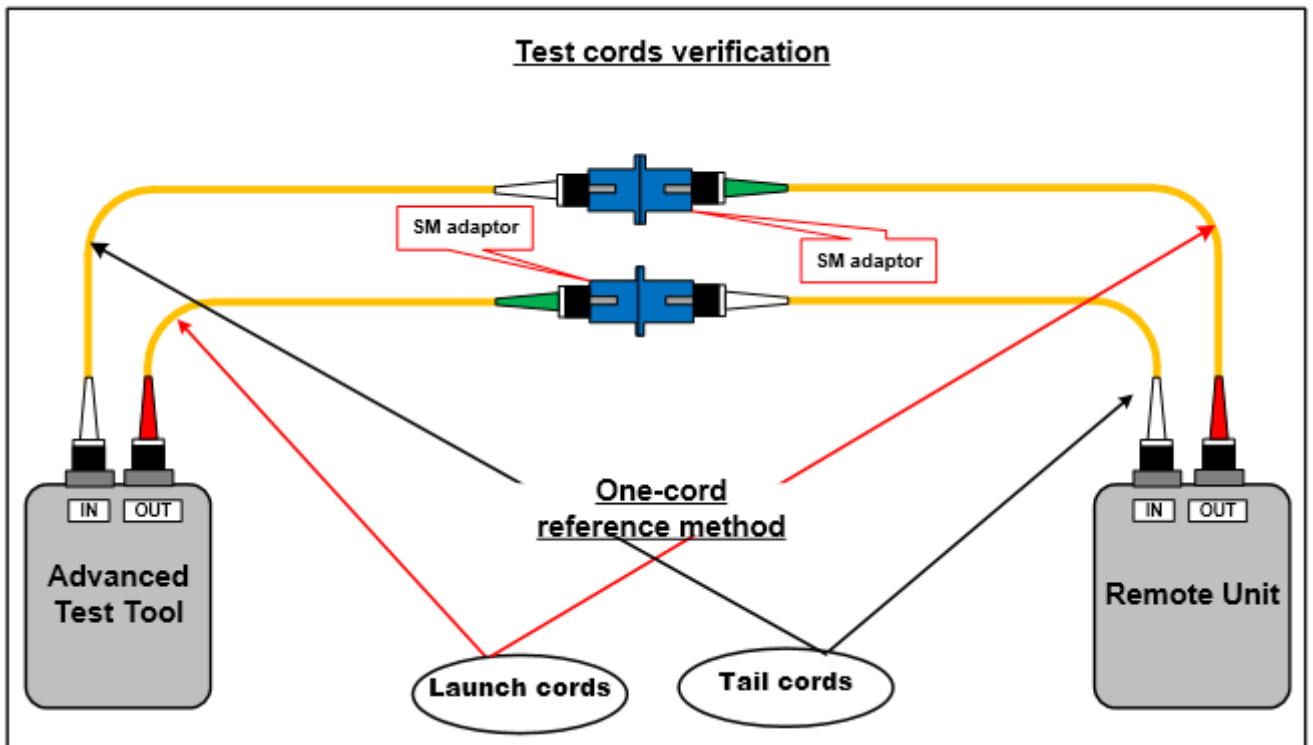 Test cords verification
SM adaptor
SM adaptor
IN
OUT
Advanced
Test Tool
One-cord
reference method
IN
OUT
Remote Unit
Launch cords
Tail cords